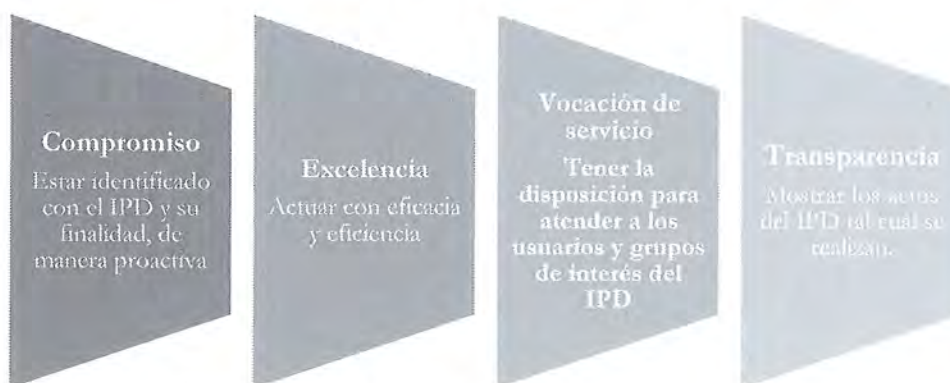 Compromiso
Estar identificado
con el IPD y su
finalidad, de
manera proactiva
Excelencia
Actuar con eficacia
y eficiencia
Vocación de
servicio
Tener la
disposición para
atender a los
usuarios y grupos
de interés del
IPD
Transparencia
Mostrar los actos
del IPD tal cual se
realizan.